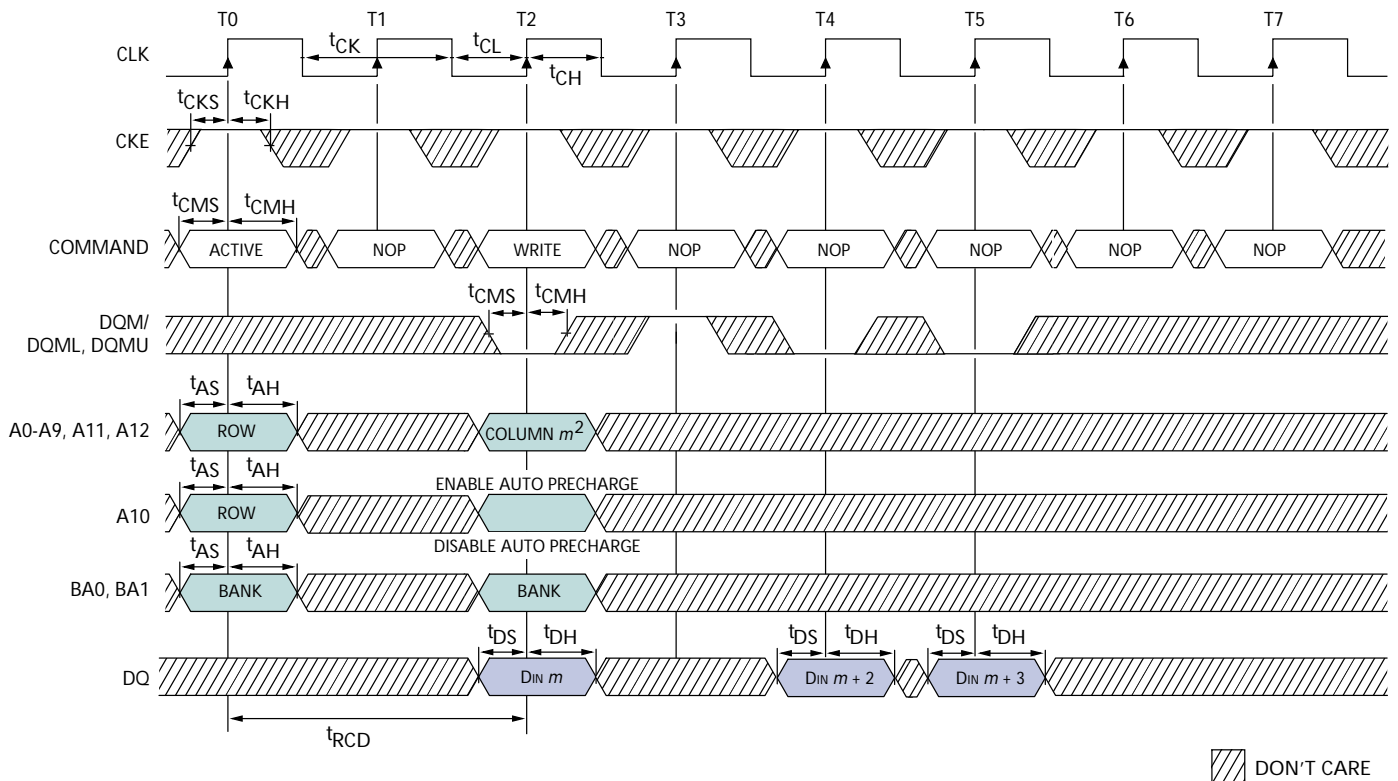 T0 T1 T2 T3 T4 T5 T6 T7
CLK
tCK tCL
tCH
tCKS tCKH
CKE
tCMS tCMH
COMMAND ACTIVE NOP WRITE NOP NOP NOP NOP NOP
tCMS tCMH
DQM/
DQML, DQMU
tAS tAH
A0-A9, A11, A12 ROW COLUMN m2
tAS tAH
ENABLE AUTO PRECHARGE
A10 ROW
DISABLE AUTO PRECHARGE
tAS tAH
BA0, BA1 BANK BANK
tDS tDH tDS tDH tDS tDH
DQ DIN m DIN m + 2 DIN m + 3
tRCD
DON'T CARE